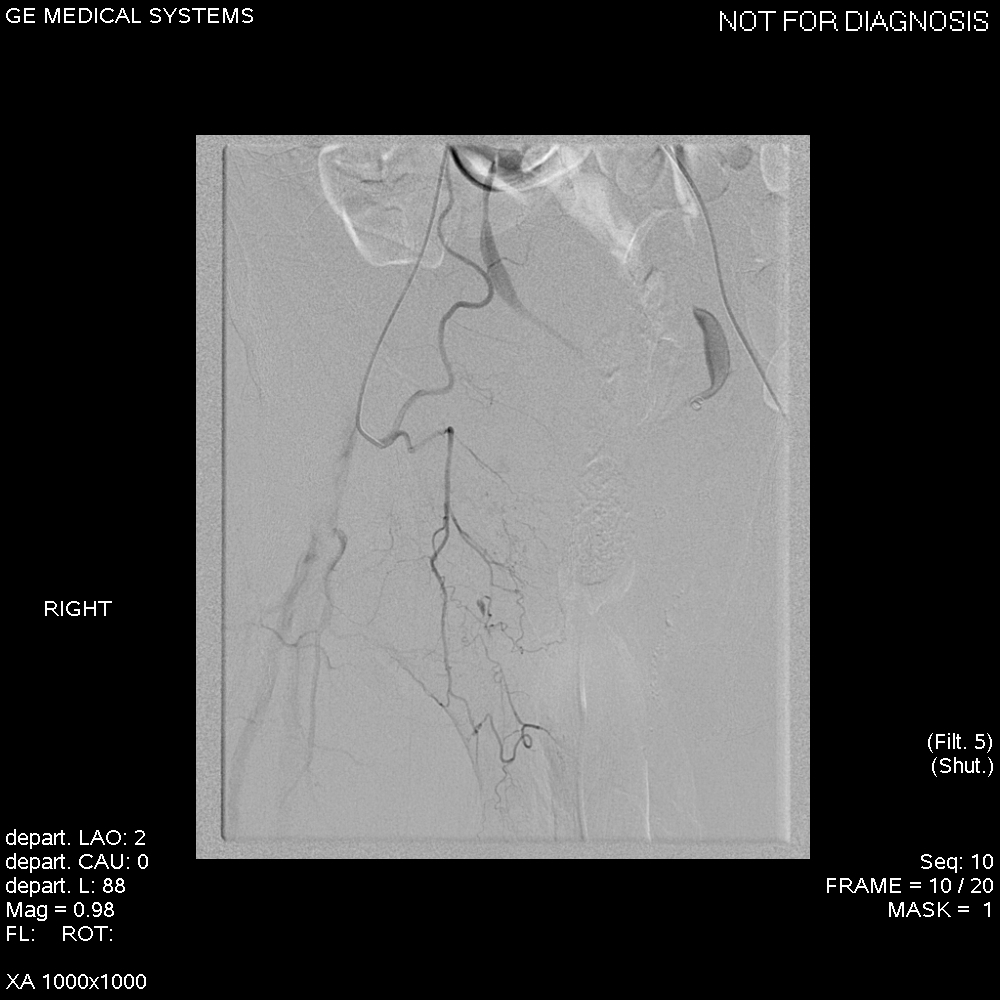 GE MEDICAL SYSTEMS
NOT FOR DIAGNOSIS
RIGHT
(Filt. 5)
(Shut.)
depart. LAO: 2
depart. CAU: 0
depart. L: 88
Mag = 0.98
FL: ROT:
XA 1000x1000
Seq: 10
FRAME = 10 / 20
MASK = 1